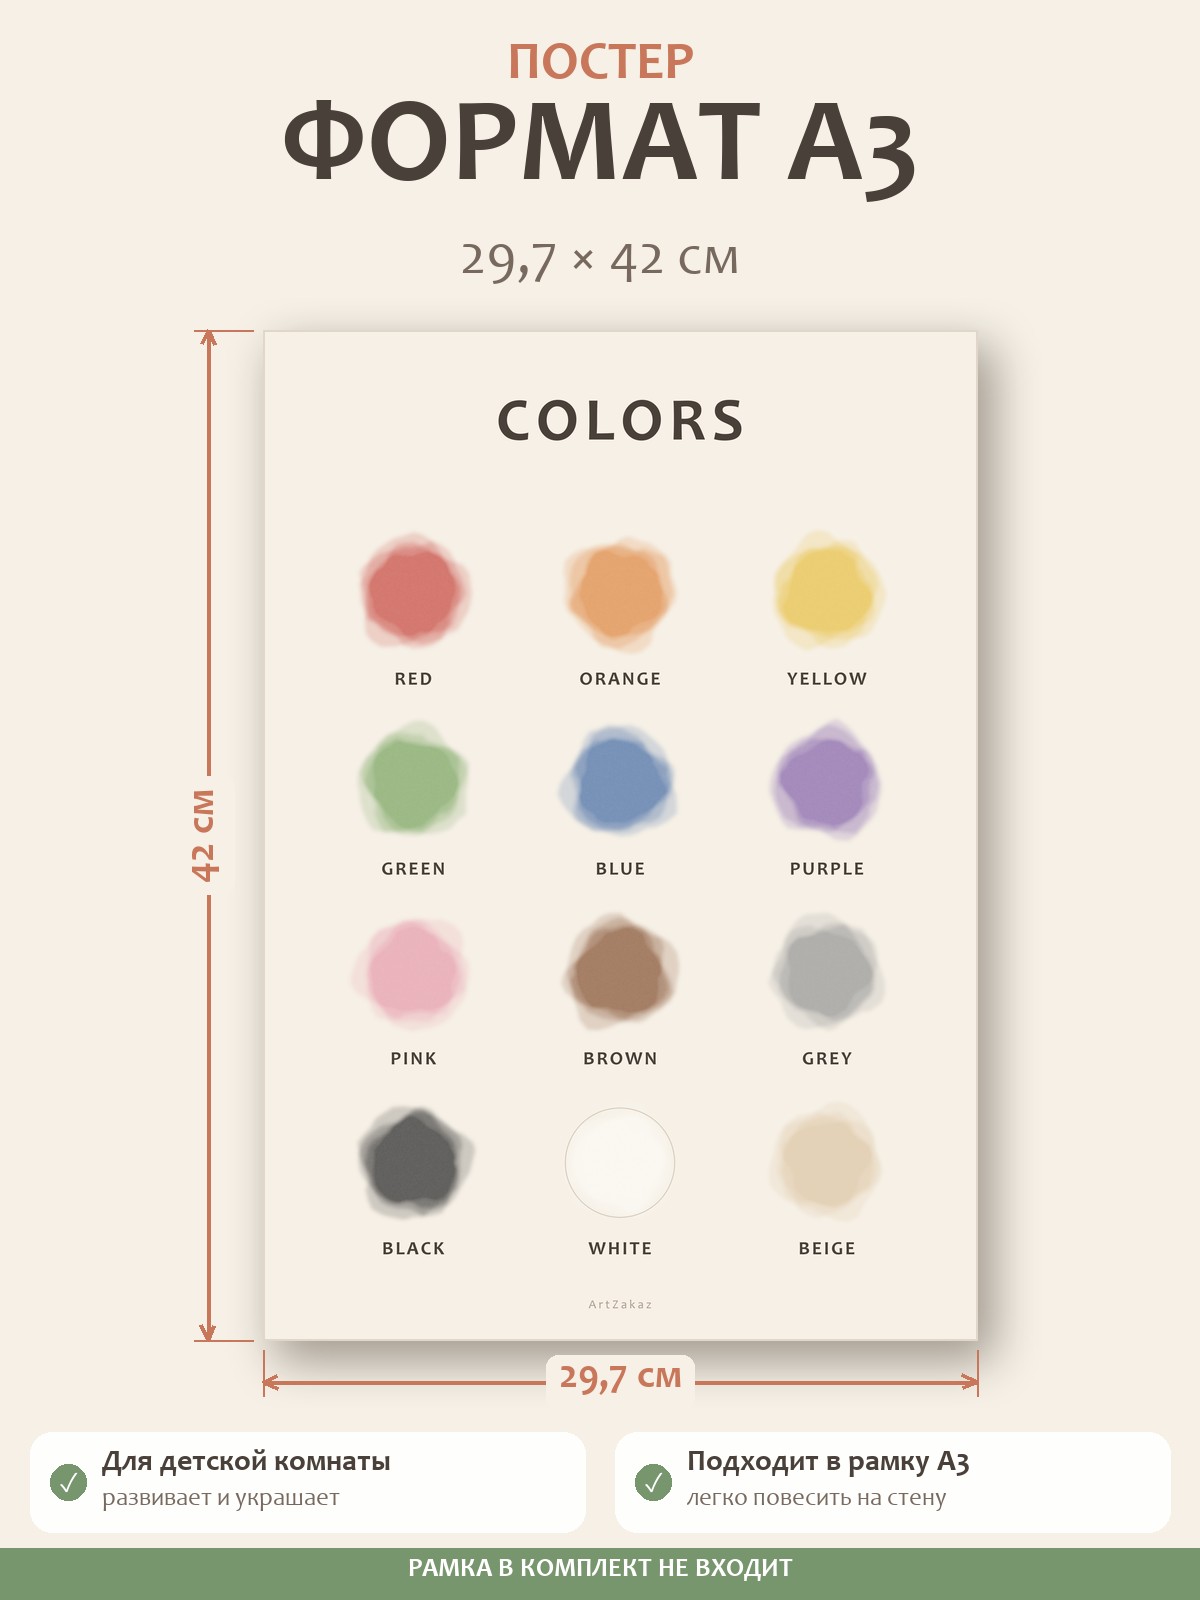 ПОСТЕР
ФОРМАТ А3
29,7 × 42 см
COLORS
RED ORANGE YELLOW
GREEN BLUE PURPLE
42 см
PINK BROWN GREY
BLACK WHITE BEIGE
ArtZakaz
29,7 см
Для детской комнаты
развивает и украшает
Подходит в рамку А3
легко повесить на стену
РАМКА В КОМПЛЕКТ НЕ ВХОДИТ